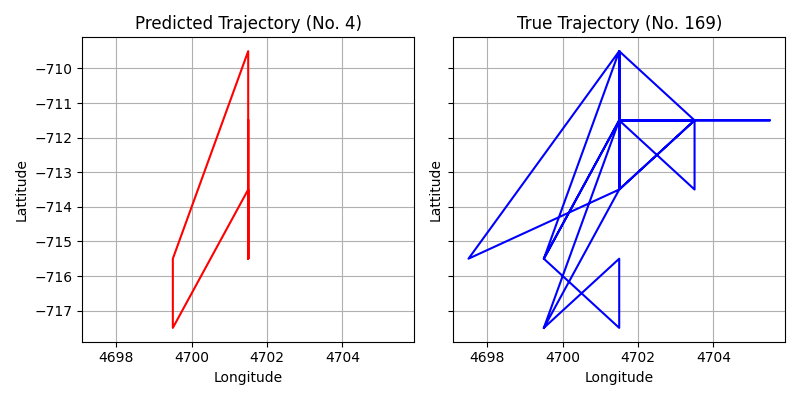 Predicted Trajectory (No. 4)
True Trajectory (No. 169)
Lattitude
−710
−711
−712
−713
−714
−715
−716
−717
4698 4700 4702 4704
Longitude
Lattitude
4698 4700 4702 4704
Longitude